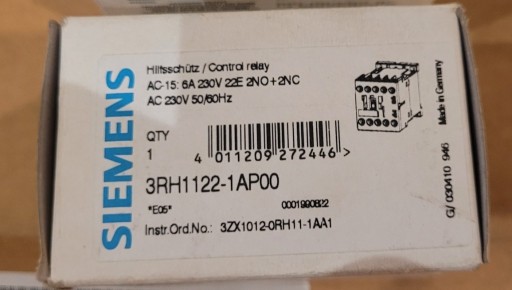 SIEMENS
Hilfsschütz / Control relay
AC-15: 6A 230V 22E 2NO+2NC
AC 230V 50/60Hz
QTY
1
4 011209 272446 >
3RH1122-1AP00
*E05*
0001990822
Instr.Ord.No.: 3ZX1012-0RH11-1AA1
Made in Germany
G/ 030410 946